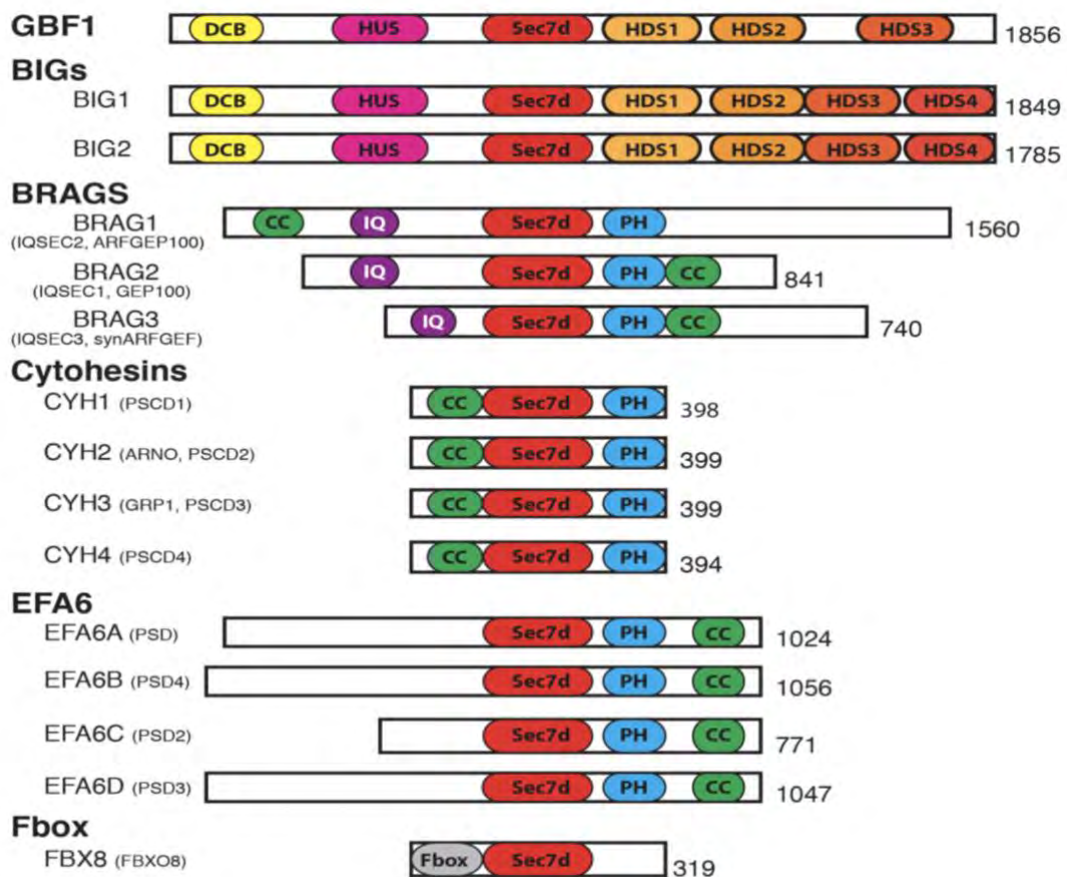 GBF1 DCB HUS Sec7d HDS1 HDS2 HDS3 1856
BIGs
BIG1 DCB HUS Sec7d HDS1 HDS2 HDS3 HDS4 1849
BIG2 DCB HUS Sec7d HDS1 HDS2 HDS3 HDS4 1785
BRAGS
BRAG1 CC IQ Sec7d PH 1560
(IQSEC2, ARFGEP100)
BRAG2 IQ Sec7d PH CC 841
(IQSEC1, GEP100)
BRAG3 IQ Sec7d PH CC 740
(IQSEC3, synARFGEF)
Cytohesins
CYH1 (PSCD1) CC Sec7d PH 398
CYH2 (ARNO, PSCD2) CC Sec7d PH 399
CYH3 (GRP1, PSCD3) CC Sec7d PH 399
CYH4 (PSCD4) CC Sec7d PH 394
EFA6
EFA6A (PSD) Sec7d PH CC 1024
EFA6B (PSD4) Sec7d PH CC 1056
EFA6C (PSD2) Sec7d PH CC 771
EFA6D (PSD3) Sec7d PH CC 1047
Fbox
FBX8 (FBXO8) Fbox Sec7d 319